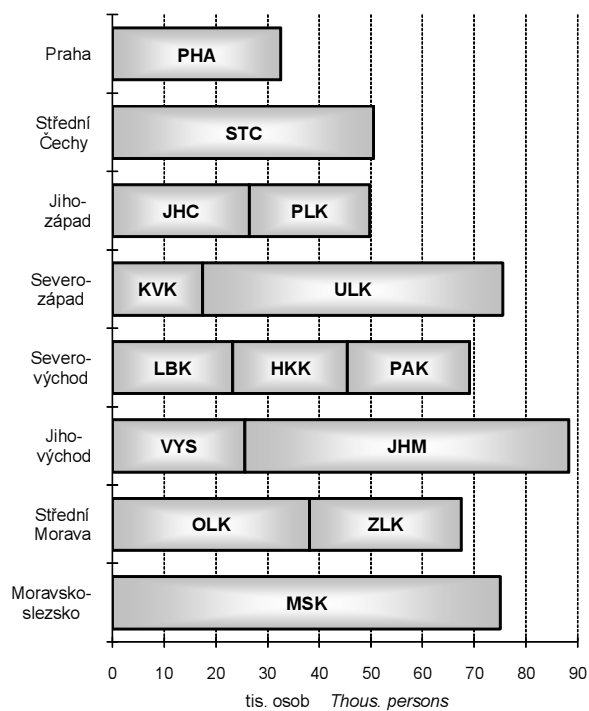 Praha
PHA
Střední
Čechy
STC
Jiho-
západ
JHC PLK
Severo-
západ
KVK ULK
Severo-
východ
LBK HKK PAK
Jiho-
východ
VYS JHM
Střední
Morava
OLK ZLK
Moravsko-
slezsko
MSK
0 10 20 30 40 50 60 70 80 90
tis. osob Thous. persons